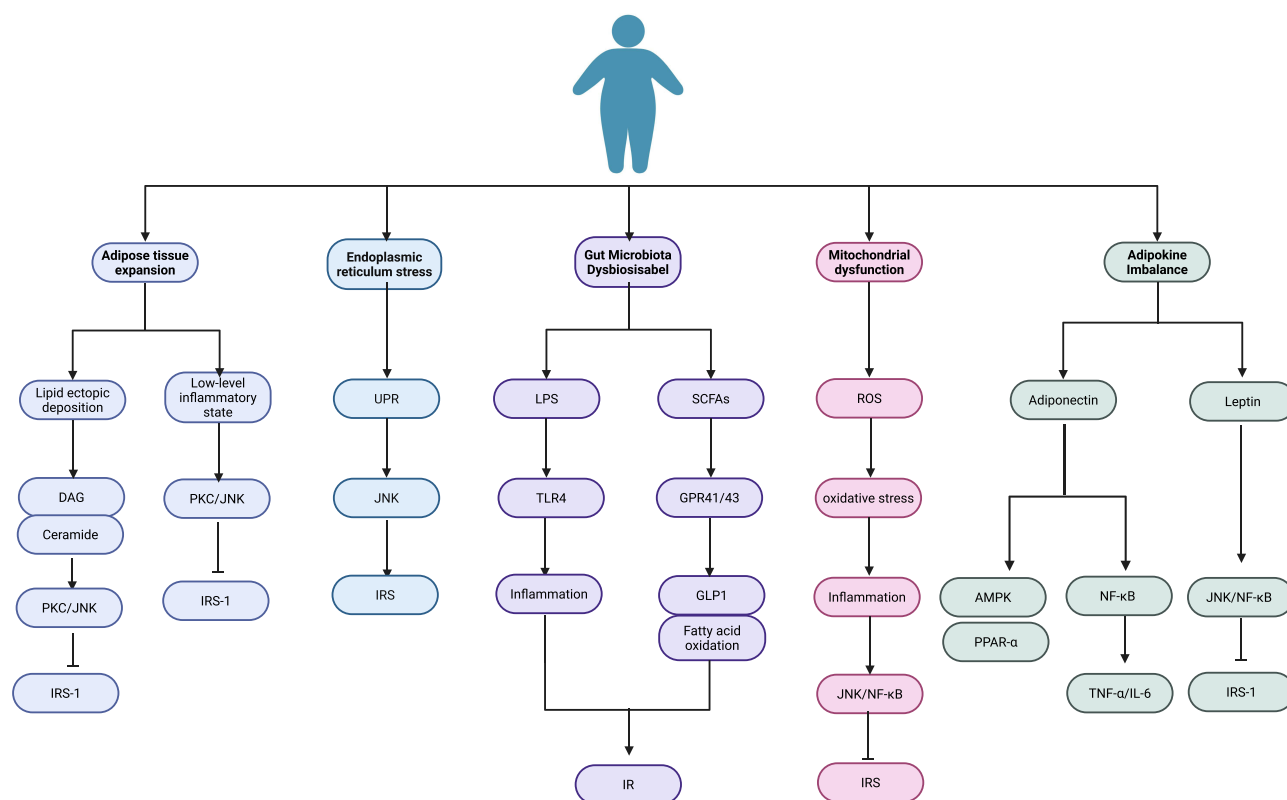 Adipose tissue
expansion
Endoplasmic
reticulum stress
Gut Microbiota
Dysbiosisabel
Mitochondrial
dysfunction
Adipokine
Imbalance
Lipid ectopic
deposition
Low-level
inflammatory
state
UPR
LPS
SCFAs
ROS
Adiponectin
Leptin
DAG
Ceramide
PKC/JNK
JNK
TLR4
GPR41/43
oxidative stress
PKC/JNK
IRS-1
IRS
Inflammation
GLP1
Fatty acid
oxidation
Inflammation
AMPK
PPAR-α
NF-κB
JNK/NF-κB
IRS-1
JNK/NF-κB
TNF-α/IL-6
IRS-1
IR
IRS